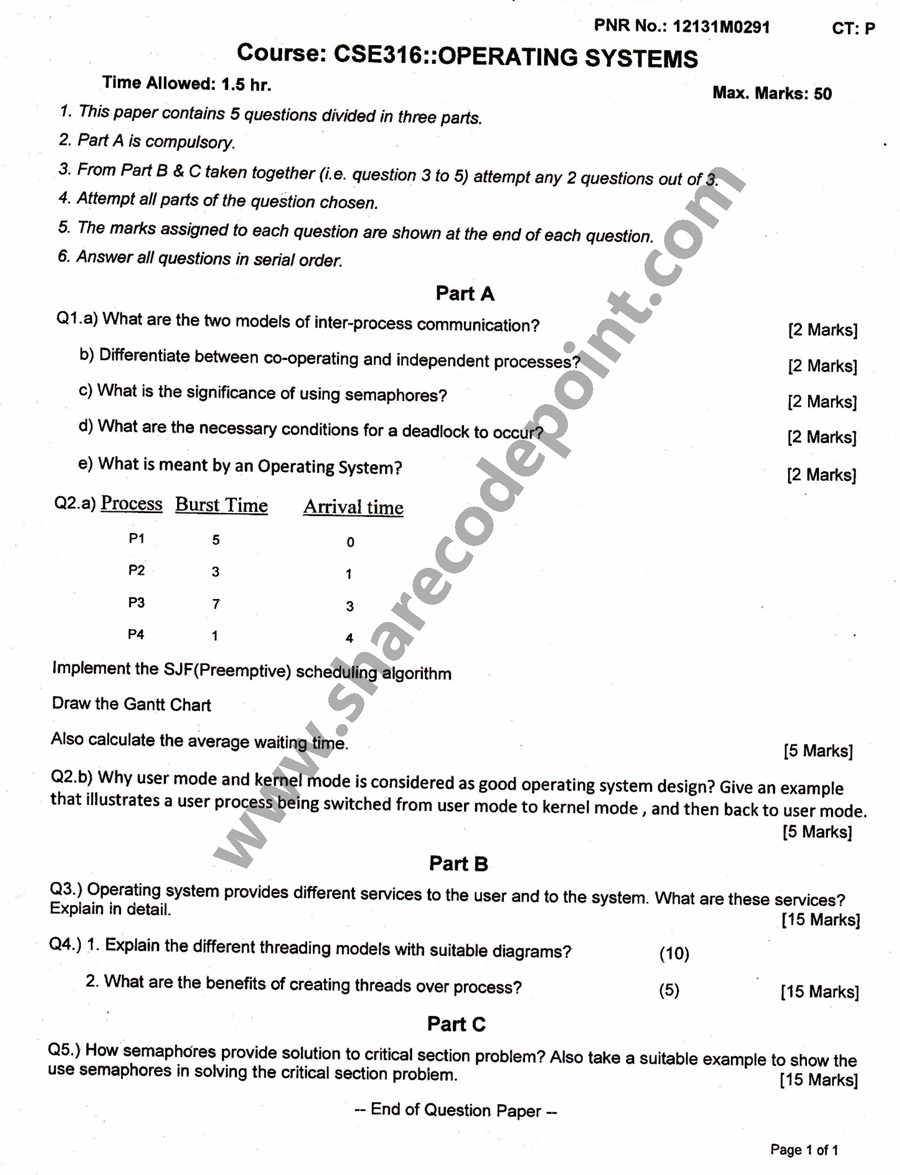 PNR No.: 12131M0291 CT: P
Course: CSE316::OPERATING SYSTEMS
Time Allowed: 1.5 hr. Max. Marks: 50
1. This paper contains 5 questions divided in three parts.
2. Part A is compulsory.
3. From Part B & C taken together (i.e. question 3 to 5) attempt any 2 questions out of 3.
4. Attempt all parts of the question chosen.
5. The marks assigned to each question are shown at the end of each question.
6. Answer all questions in serial order.
Part A
Q1.a) What are the two models of inter-process communication? [2 Marks]
b) Differentiate between co-operating and independent processes? [2 Marks]
c) What is the significance of using semaphores? [2 Marks]
d) What are the necessary conditions for a deadlock to occur? [2 Marks]
e) What is meant by an Operating System? [2 Marks]
Q2.a) Process Burst Time Arrival time
P1 5 0
P2 3 1
P3 7 3
P4 1 4
Implement the SJF(Preemptive) scheduling algorithm
Draw the Gantt Chart
Also calculate the average waiting time. [5 Marks]
Q2.b) Why user mode and kernel mode is considered as good operating system design? Give an example
that illustrates a user process being switched from user mode to kernel mode , and then back to user mode.
[5 Marks]
Part B
Q3.) Operating system provides different services to the user and to the system. What are these services?
Explain in detail. [15 Marks]
Q4.) 1. Explain the different threading models with suitable diagrams? (10)
2. What are the benefits of creating threads over process? (5) [15 Marks]
Part C
Q5.) How semaphores provide solution to critical section problem? Also take a suitable example to show the
use semaphores in solving the critical section problem. [15 Marks]
-- End of Question Paper --
Page 1 of 1
www.sharecodepoint.com